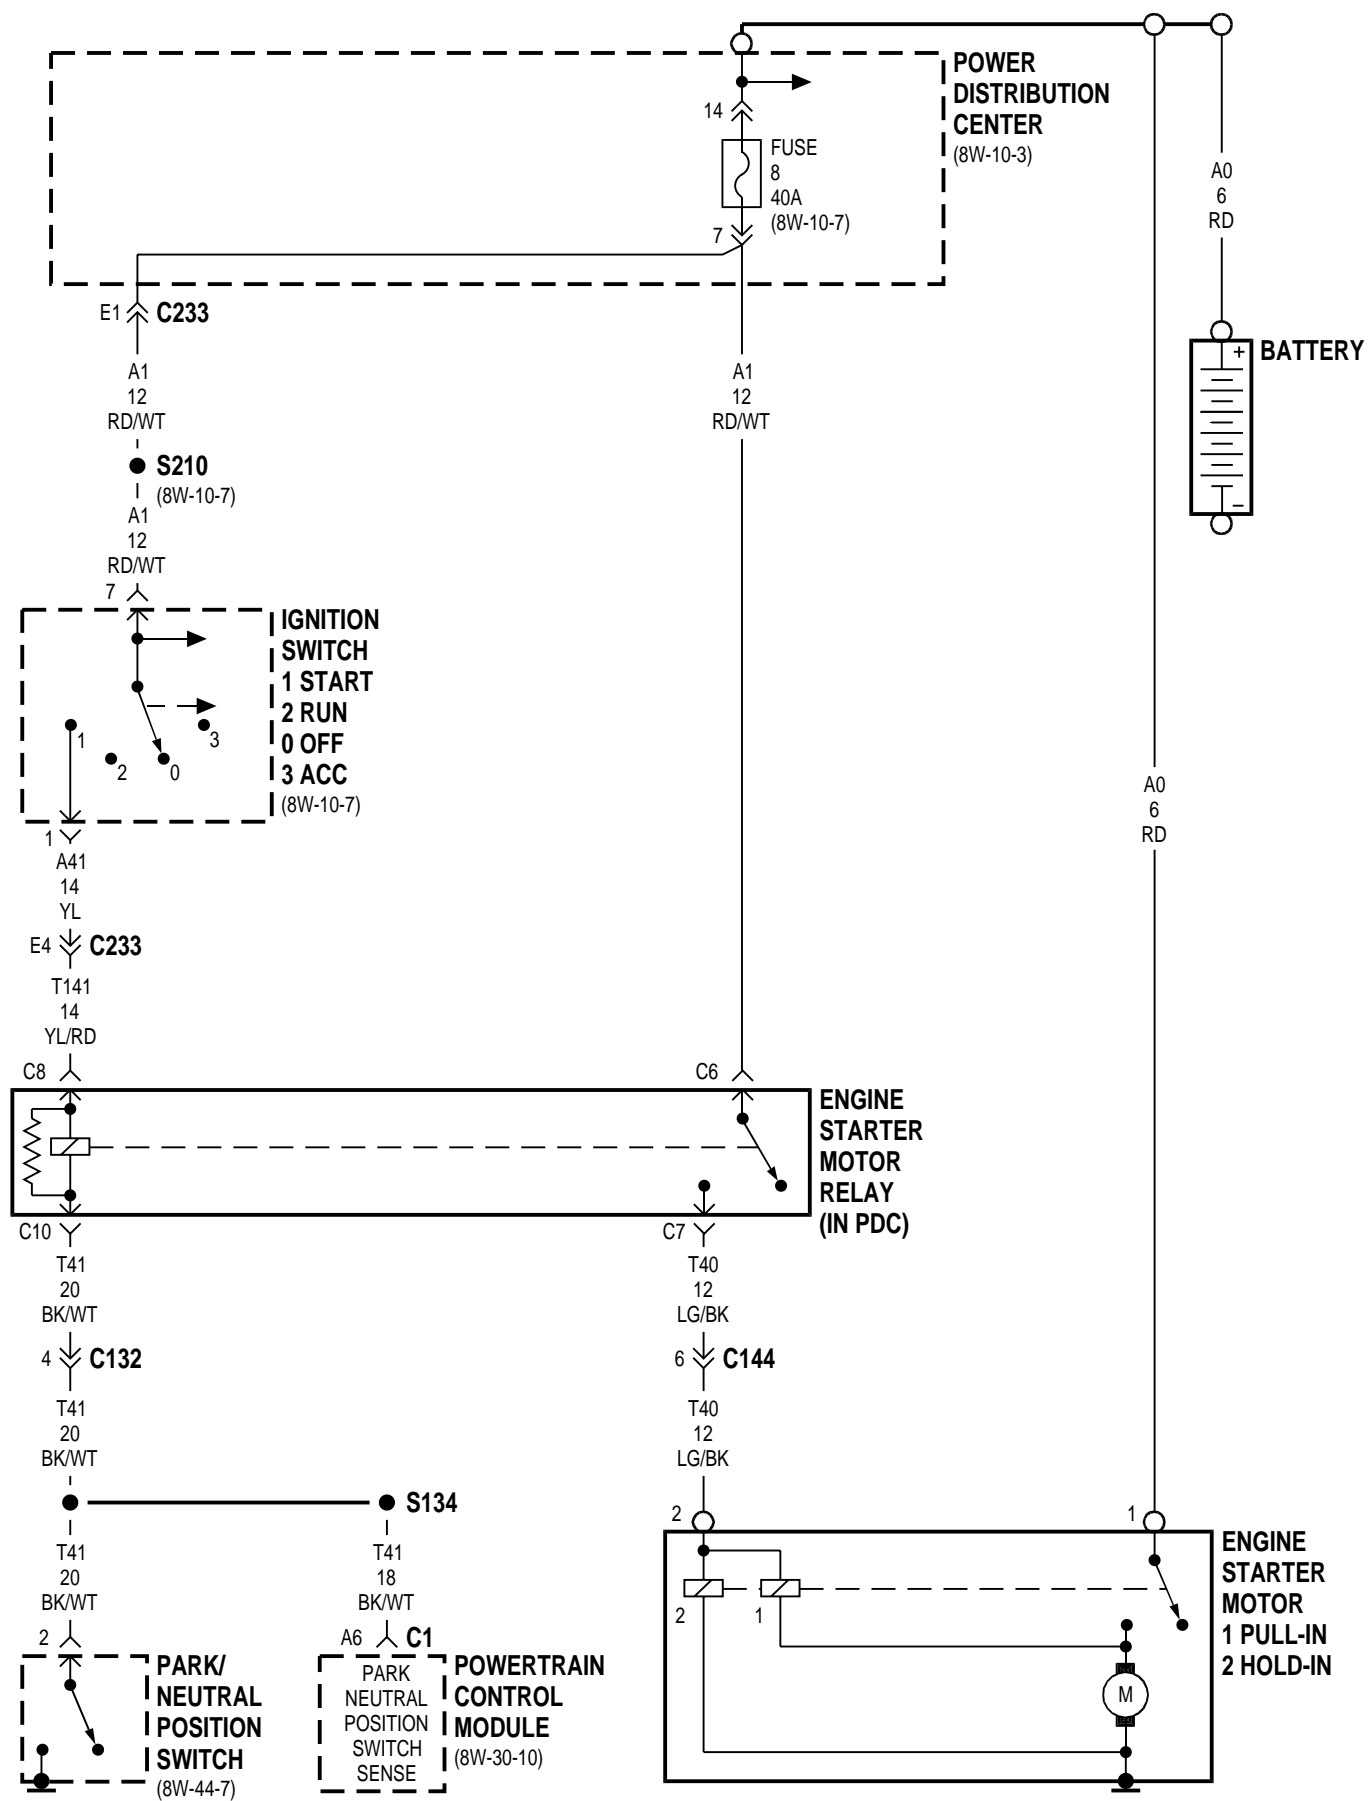 POWER
DISTRIBUTION
CENTER
(8W-10-3)
14
FUSE
8
40A
(8W-10-7)
7
A0
6
RD
E1 C233
A1
12
RD/WT
A1
12
RD/WT
BATTERY
+
–
S210
(8W-10-7)
A1
12
RD/WT
7
IGNITION
SWITCH
1 START
2 RUN
0 OFF
3 ACC
(8W-10-7)
1
2
0
3
A0
6
RD
1
A41
14
YL
E4 C233
T141
14
YL/RD
C8
C6
ENGINE
STARTER
MOTOR
RELAY
(IN PDC)
C10
C7
T41
20
BK/WT
T40
12
LG/BK
4 C132
6 C144
T41
20
BK/WT
T40
12
LG/BK
S134
2
1
T41
20
BK/WT
T41
18
BK/WT
ENGINE
STARTER
MOTOR
1 PULL-IN
2 HOLD-IN
2
1
M
2
A6 C1
PARK/
NEUTRAL
POSITION
SWITCH
(8W-44-7)
PARK
NEUTRAL
POSITION
SWITCH
SENSE
POWERTRAIN
CONTROL
MODULE
(8W-30-10)